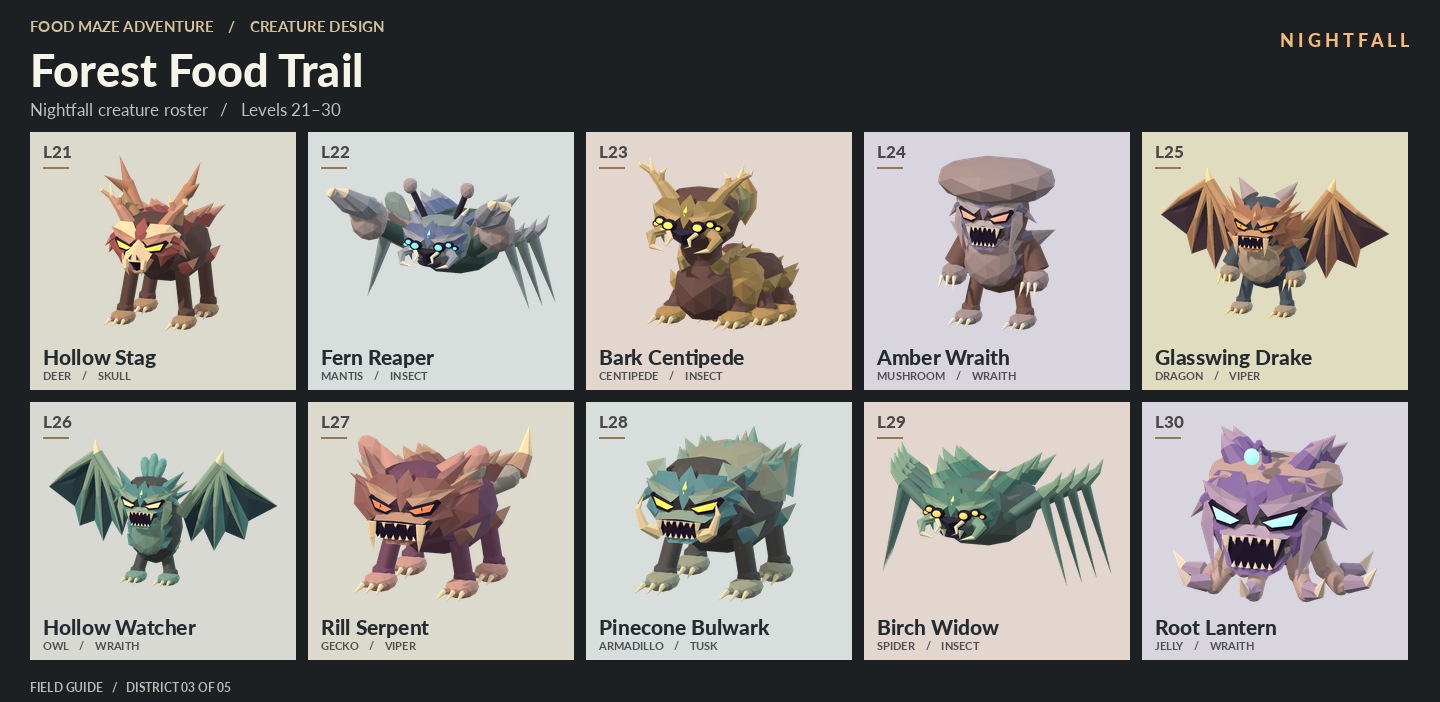 FOOD MAZE ADVENTURE / CREATURE DESIGN
NIGHTFALL
Forest Food Trail
Nightfall creature roster / Levels 21–30
L21
Hollow Stag
DEER / SKULL
L22
Fern Reaper
MANTIS / INSECT
L23
Bark Centipede
CENTIPEDE / INSECT
L24
Amber Wraith
MUSHROOM / WRAITH
L25
Glasswing Drake
DRAGON / VIPER
L26
Hollow Watcher
OWL / WRAITH
L27
Rill Serpent
GECKO / VIPER
L28
Pinecone Bulwark
ARMADILLO / TUSK
L29
Birch Widow
SPIDER / INSECT
L30
Root Lantern
JELLY / WRAITH
FIELD GUIDE / DISTRICT 03 OF 05